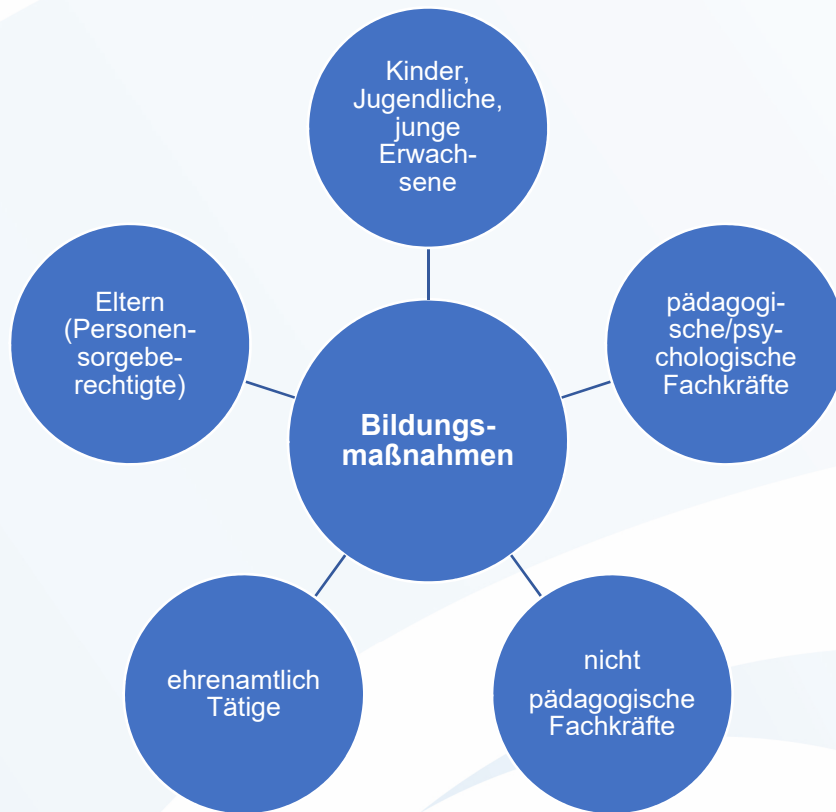 Kinder,
Jugendliche,
junge
Erwach-
sene
Eltern
(Personen-
sorgebe-
rechtigte)
pädagogi-
sche/psy-
chologische
Fachkräfte
Bildungs-
maßnahmen
ehrenamtlich
Tätige
nicht
pädagogische
Fachkräfte